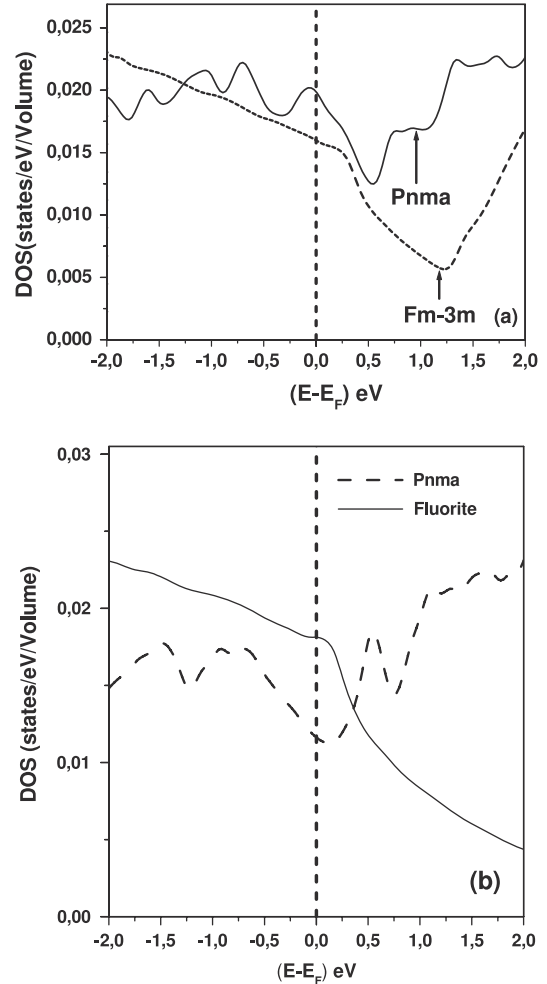 0,025
0,020
0,015
0,010
0,005
0,000
DOS(states/eV/Volume)
Pnma
Fm-3m (a)
-2,0 -1,5 -1,0 -0,5 0,0 0,5 1,0 1,5 2,0
(E-EF) eV
0,03
0,02
0,01
0,00
DOS (states/eV/Volume)
Pnma
Fluorite
(b)
-2,0 -1,5 -1,0 -0,5 0,0 0,5 1,0 1,5 2,0
(E-EF) eV